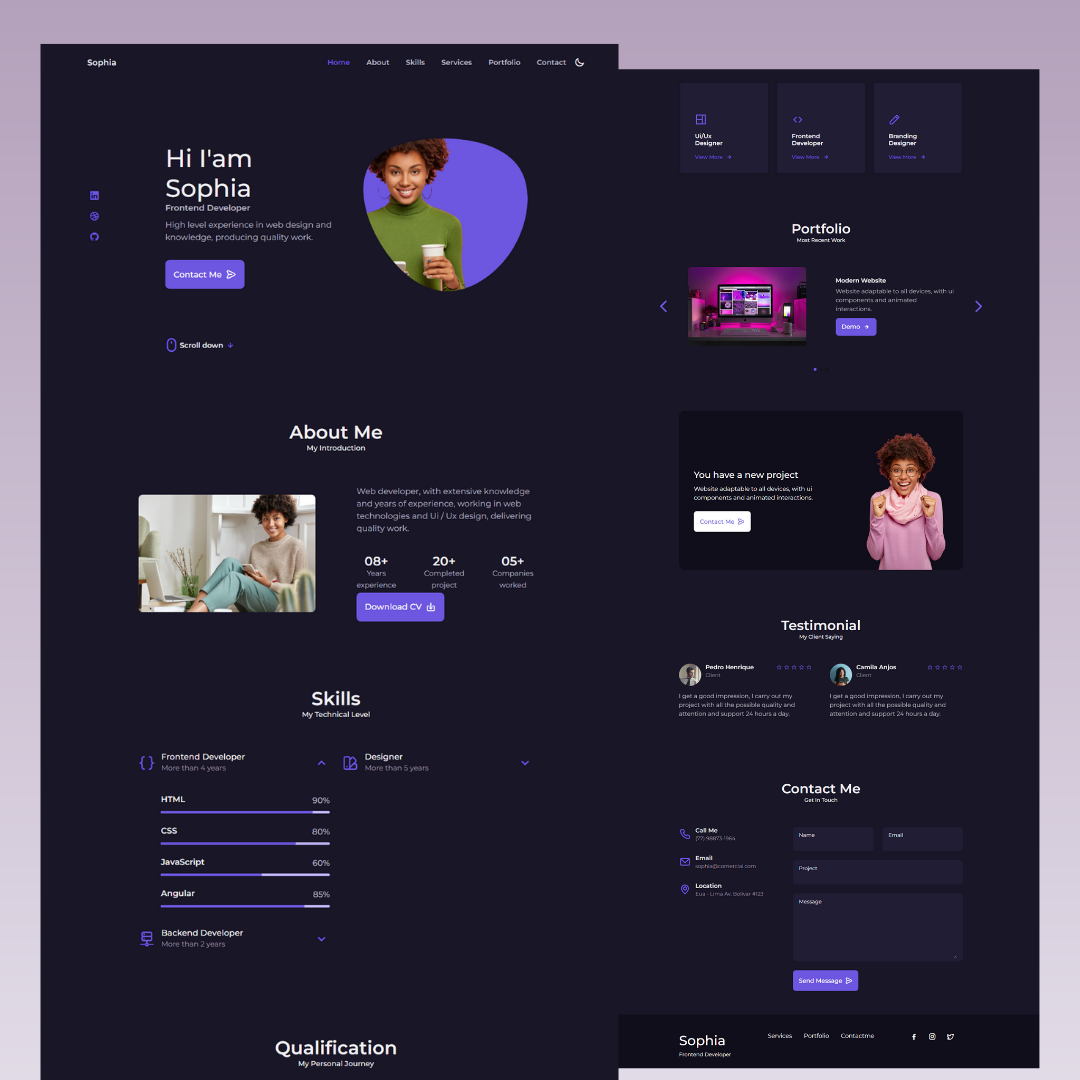 Sophia
Home About Skills Services Portfolio Contact
Hi I'am
Sophia
Frontend Developer
High level experience in web design and
knowledge, producing quality work.
Contact Me
Scroll down
About Me
My Introduction
Web developer, with extensive knowledge
and years of experience, working in web
technologies and Ui / Ux design, delivering
quality work.
08+ 20+ 05+
Years Completed Companies
experience project worked
Download CV
Skills
My Technical Level
Frontend Developer
More than 4 years
Designer
More than 5 years
HTML 90%
CSS 80%
JavaScript 60%
Angular 85%
Backend Developer
More than 2 years
Qualification
My Personal Journey
Ui/Ux
Designer
View More
Frontend
Developer
View More
Branding
Designer
View More
Portfolio
Most Recent Work
Modern Website
Website adaptable to all devices, with ui
components and animated
interactions.
Demo
You have a new project
Website adaptable to all devices, with ui
components and animated interactions.
Contact Me
Testimonial
My Client Saying
Pedro Henrique
Client
I get a good impression, I carry out my
project with all the possible quality and
attention and support 24 hours a day.
Camila Anjos
Client
I get a good impression, I carry out my
project with all the possible quality and
attention and support 24 hours a day.
Contact Me
Get In Touch
Call Me
(77) 98873-1964
Email
sophia@comercial.com
Location
Eua - Lima Av. Bolivar #123
Name Email
Project
Message
Send Message
Sophia
Frontend Developer
Services Portfolio Contactme